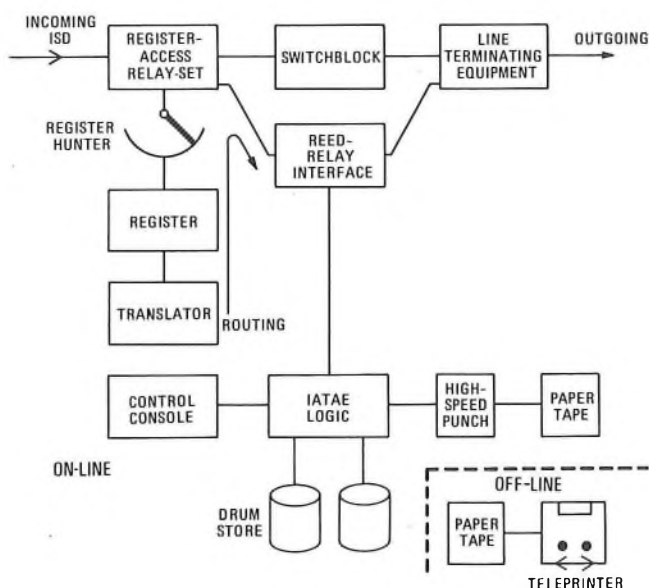 INCOMING
ISD
REGISTER-
ACCESS
RELAY-SET
SWITCHBLOCK
LINE
TERMINATING
EQUIPMENT
OUTGOING
REGISTER
HUNTER
REED-
RELAY
INTERFACE
REGISTER
TRANSLATOR
ROUTING
CONTROL
CONSOLE
IATAE
LOGIC
HIGH-
SPEED
PUNCH
PAPER
TAPE
ON-LINE
DRUM
STORE
OFF-LINE
PAPER
TAPE
TELEPRINTER